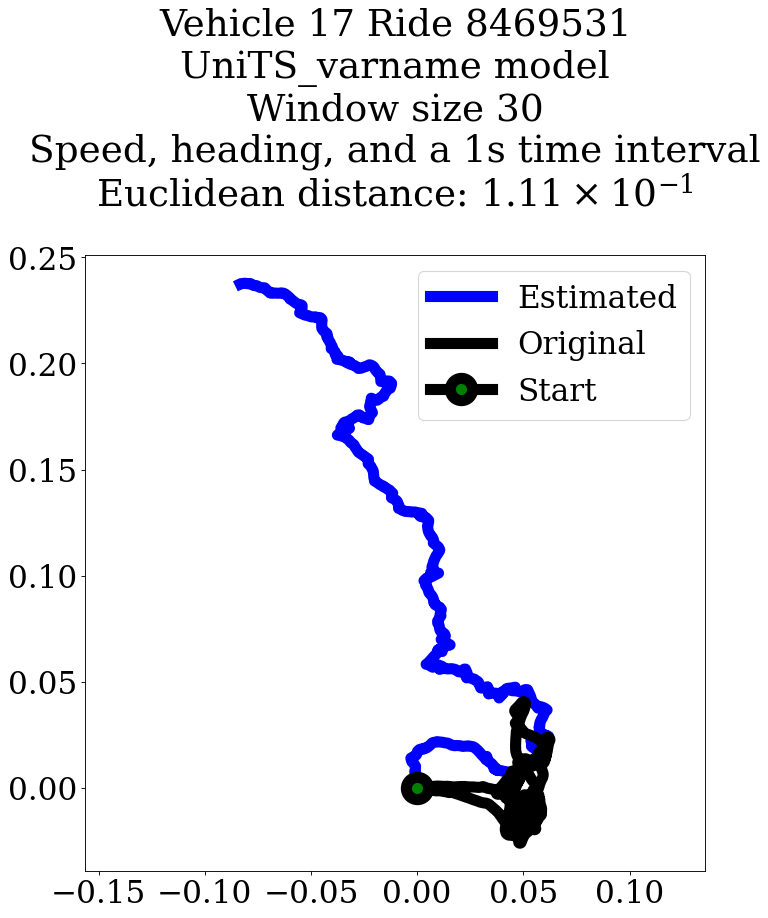 Vehicle 17 Ride 8469531
UniTS_varname model
Window size 30
Speed, heading, and a 1s time interval
Euclidean distance: 1.11 × 10⁻¹
0.25
0.20
0.15
0.10
0.05
0.00
Estimated
Original
Start
−0.15 −0.10 −0.05 0.00 0.05 0.10